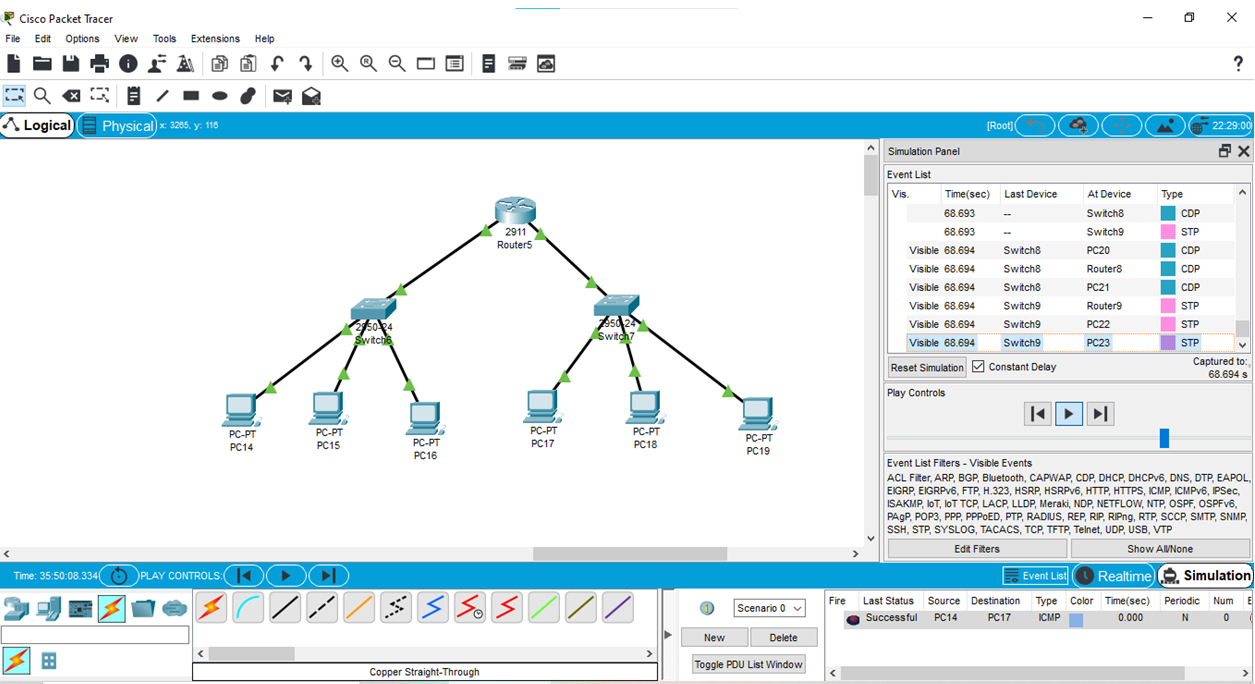 Cisco Packet Tracer
File Edit Options View Tools Extensions Help
Logical Physical x: 3265, y: 116 [Root] 22:29:00
2911
Router5
2950-24
Switch6
2950-24
Switch7
PC-PT
PC14
PC-PT
PC15
PC-PT
PC16
PC-PT
PC17
PC-PT
PC18
PC-PT
PC19
Simulation Panel
Event List
Vis. Time(sec) Last Device At Device Type
68.693 -- Switch8 CDP
68.693 -- Switch9 STP
Visible 68.694 Switch8 PC20 CDP
Visible 68.694 Switch8 Router8 CDP
Visible 68.694 Switch8 PC21 CDP
Visible 68.694 Switch9 Router9 STP
Visible 68.694 Switch9 PC22 STP
Visible 68.694 Switch9 PC23 STP
Reset Simulation Constant Delay Captured to:
68.694 s
Play Controls
Event List Filters - Visible Events
ACL Filter, ARP, BGP, Bluetooth, CAPWAP, CDP, DHCP, DHCPv6, DNS, DTP, EAPOL,
EIGRP, EIGRPv6, FTP, H.323, HSRP, HSRPv6, HTTP, HTTPS, ICMP, ICMPv6, IPSec,
ISAKMP, IoT, IoT TCP, LACP, LLDP, Meraki, NDP, NETFLOW, NTP, OSPF, OSPFv6,
PAgP, POP3, PPP, PPPoED, PTP, RADIUS, REP, RIP, RIPng, RTP, SCCP, SMTP, SNMP,
SSH, STP, SYSLOG, TACACS, TCP, TFTP, Telnet, UDP, USB, VTP
Edit Filters Show All/None
Time: 35:50:08.334 PLAY CONTROLS: Event List Realtime Simulation
Scenario 0
New Delete
Toggle PDU List Window
Fire Last Status Source Destination Type Color Time(sec) Periodic Num
Successful PC14 PC17 ICMP 0.000 N 0
Copper Straight-Through